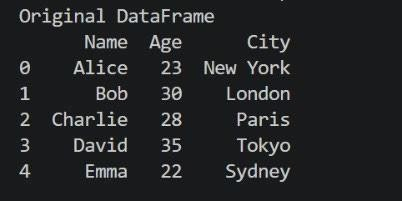 Original DataFrame
Name Age City
0 Alice 23 New York
1 Bob 30 London
2 Charlie 28 Paris
3 David 35 Tokyo
4 Emma 22 Sydney